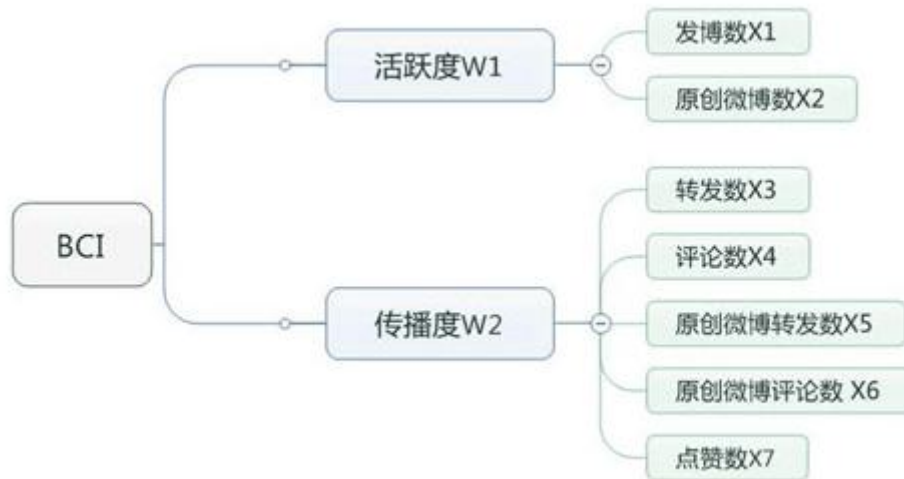 BCI
活跃度W1
发博数X1
原创微博数X2
传播度W2
转发数X3
评论数X4
原创微博转发数X5
原创微博评论数 X6
点赞数X7